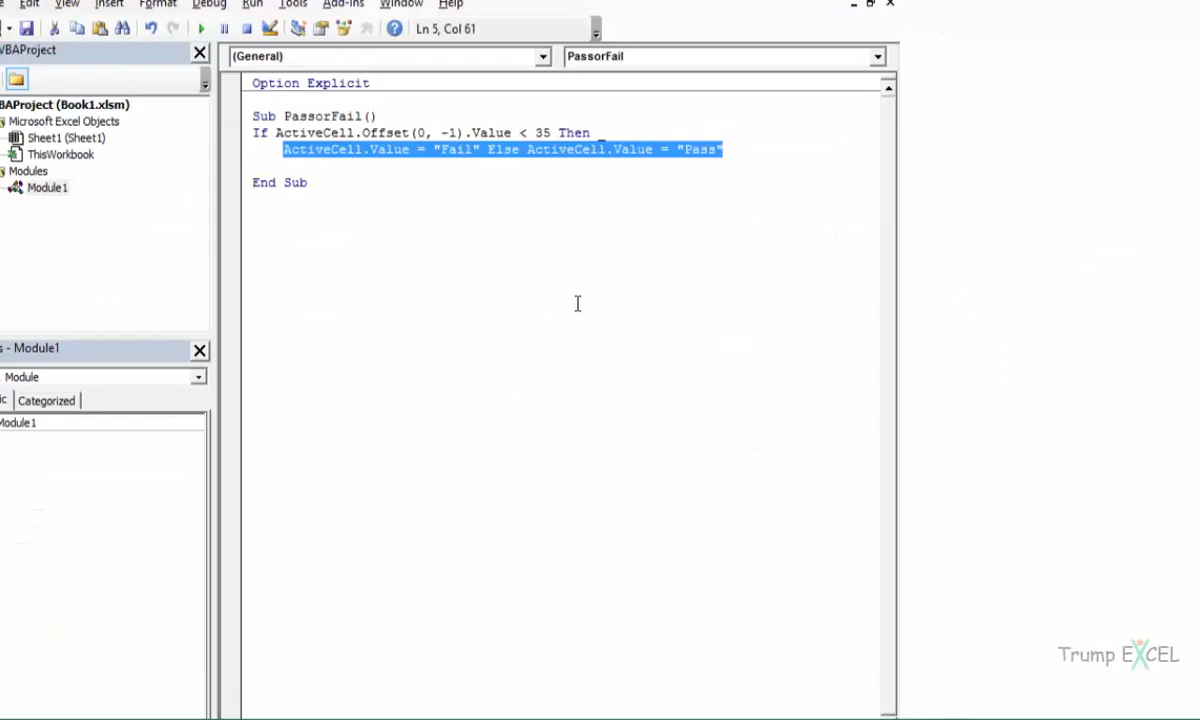 Edit View Insert Format Debug Run Tools Add-Ins Window Help
Ln 5, Col 61
VBAProject
(General) PassorFail
BAProject (Book1.xlsm)
Microsoft Excel Objects
Sheet1 (Sheet1)
ThisWorkbook
Modules
Module1
Option Explicit
Sub PassorFail()
If ActiveCell.Offset(0, -1).Value < 35 Then _
ActiveCell.Value = "Fail" Else ActiveCell.Value = "Pass"
End Sub
s - Module1
Module
ic Categorized
Module1
Trump EXCEL